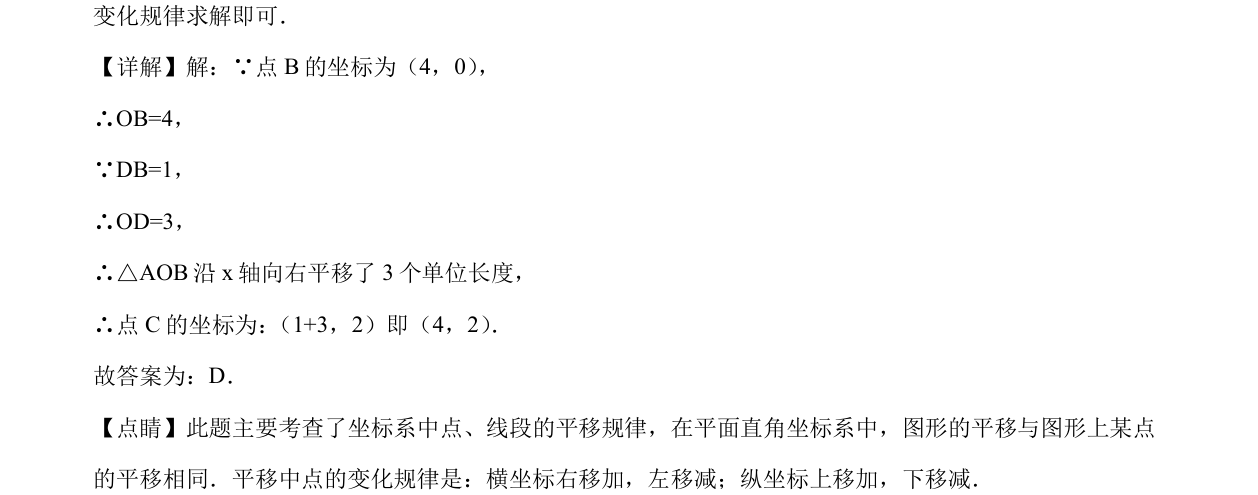 变化规律求解即可．
【详解】解：∵点 B 的坐标为（4，0），
∴OB=4，
∵DB=1，
∴OD=3，
∴△AOB 沿 x 轴向右平移了 3 个单位长度，
∴点 C 的坐标为：（1+3，2）即（4，2）．
故答案为：D．
【点睛】此题主要考查了坐标系中点、线段的平移规律，在平面直角坐标系中，图形的平移与图形上某点
的平移相同．平移中点的变化规律是：横坐标右移加，左移减；纵坐标上移加，下移减．